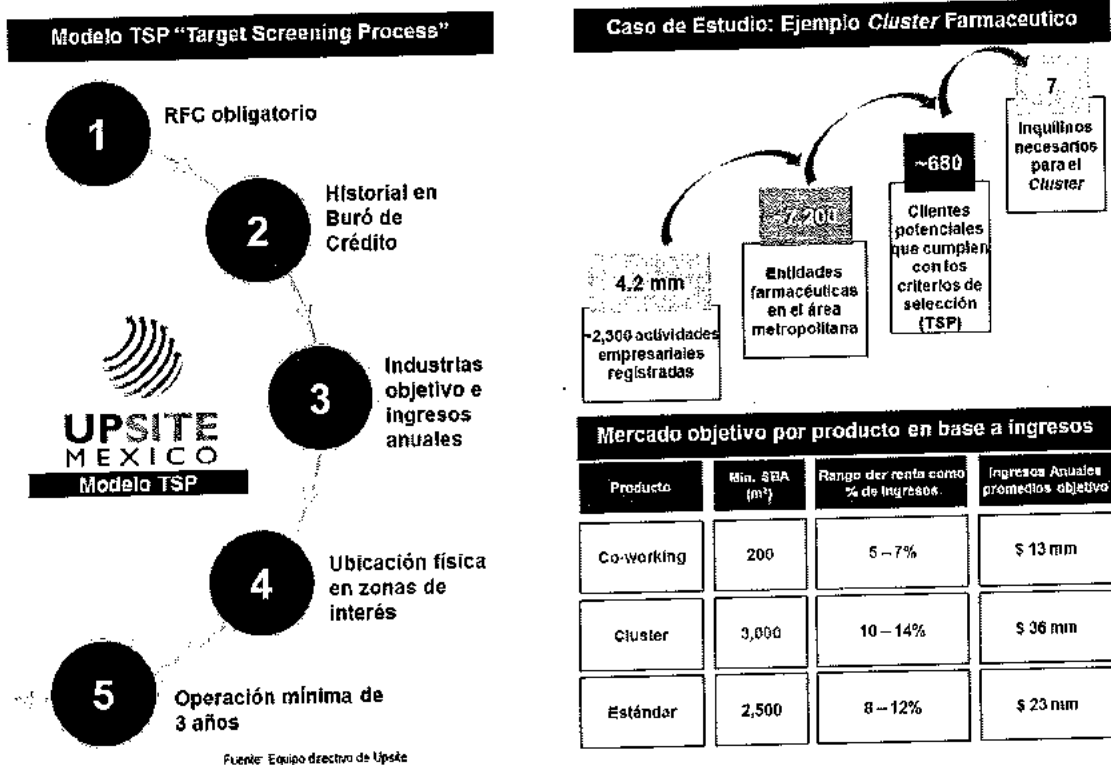 Modelo TSP “Target Screening Process”
1
RFC obligatorio
2
Historial en
Buró de
Crédito
3
Industrias
objetivo e
ingresos
anuales
UPSITE
MEXICO
Modelo TSP
4
Ubicación física
en zonas de
interés
5
Operación mínima de
3 años
Fuente: Equipo directivo de Upsite
Caso de Estudio: Ejemplo Cluster Farmaceutico
4.2 mm
~2,300 actividades
empresariales
registradas
~7,200
Entidades
farmacéuticas
en el área
metropolitana
~680
Clientes
potenciales
que cumplen
con los
criterios de
selección
(TSP)
7
Inquilinos
necesarios
para el
Cluster
Mercado objetivo por producto en base a ingresos
Producto
Min. SBA
(m²)
Rango der renta como
% de ingresos.
Ingresos Anuales
promedios objetivo
Co-working
200
5 – 7%
$ 13 mm
Cluster
3,000
10 – 14%
$ 36 mm
Estándar
2,500
8 – 12%
$ 23 mm